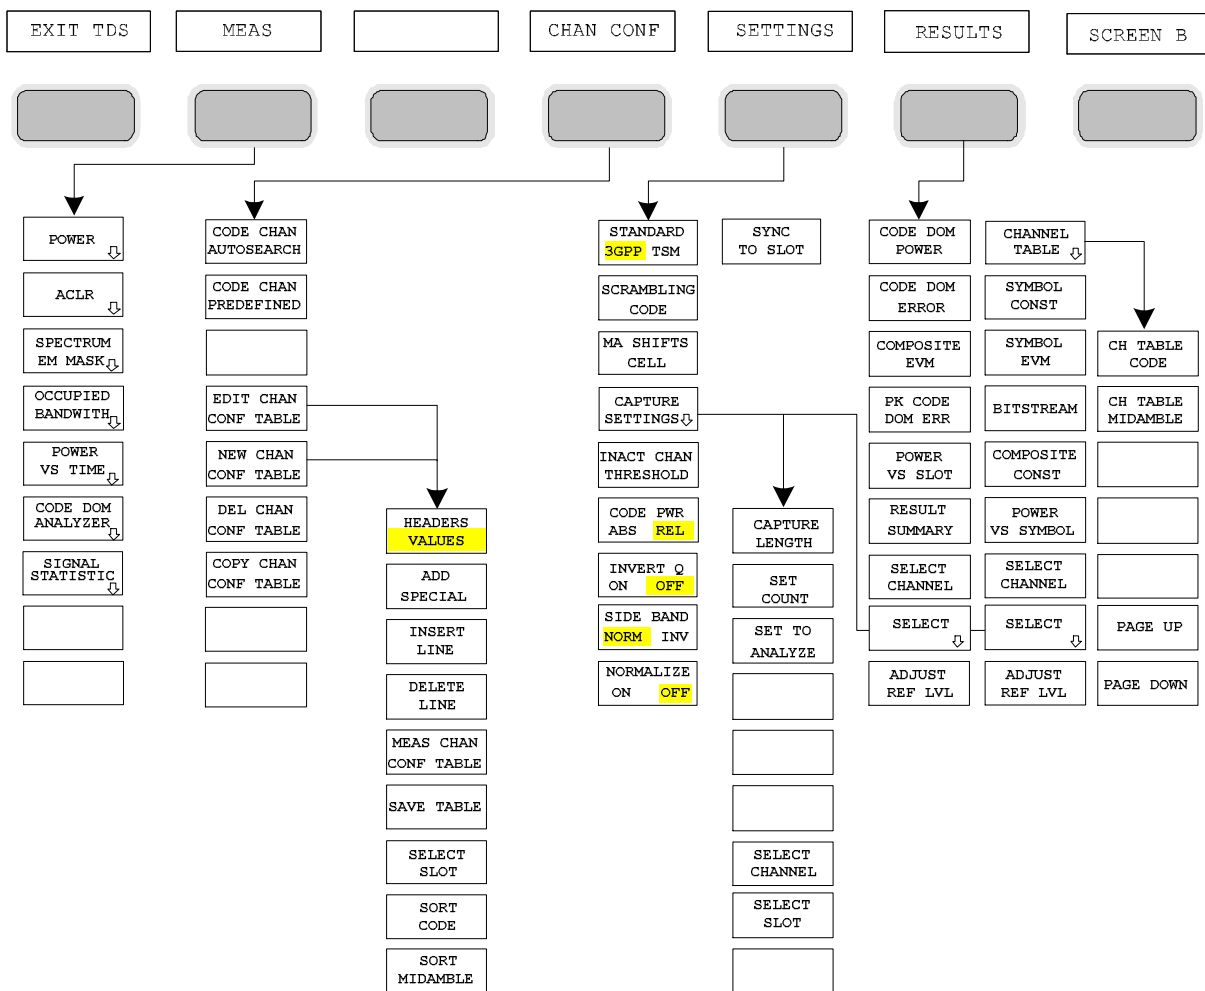 EXIT TDS
MEAS
CHAN CONF
SETTINGS
RESULTS
SCREEN B
POWER
ACLR
SPECTRUM
EM MASK
OCCUPIED
BANDWITH
POWER
VS TIME
CODE DOM
ANALYZER
SIGNAL
STATISTIC
CODE CHAN
AUTOSEARCH
CODE CHAN
PREDEFINED
EDIT CHAN
CONF TABLE
NEW CHAN
CONF TABLE
DEL CHAN
CONF TABLE
COPY CHAN
CONF TABLE
HEADERS
VALUES
ADD
SPECIAL
INSERT
LINE
DELETE
LINE
MEAS CHAN
CONF TABLE
SAVE TABLE
SELECT
SLOT
SORT
CODE
SORT
MIDAMBLE
STANDARD
3GPP TSM
SCRAMBLING
CODE
MA SHIFTS
CELL
CAPTURE
SETTINGS
INACT CHAN
THRESHOLD
CODE PWR
ABS REL
INVERT Q
ON OFF
SIDE BAND
NORM INV
NORMALIZE
ON OFF
SYNC
TO SLOT
CAPTURE
LENGTH
SET
COUNT
SET TO
ANALYZE
SELECT
CHANNEL
SELECT
SLOT
CODE DOM
POWER
CODE DOM
ERROR
COMPOSITE
EVM
PK CODE
DOM ERR
POWER
VS SLOT
RESULT
SUMMARY
SELECT
CHANNEL
SELECT
ADJUST
REF LVL
CHANNEL
TABLE
SYMBOL
CONST
SYMBOL
EVM
BITSTREAM
COMPOSITE
CONST
POWER
VS SYMBOL
SELECT
CHANNEL
SELECT
ADJUST
REF LVL
CH TABLE
CODE
CH TABLE
MIDAMBLE
PAGE UP
PAGE DOWN